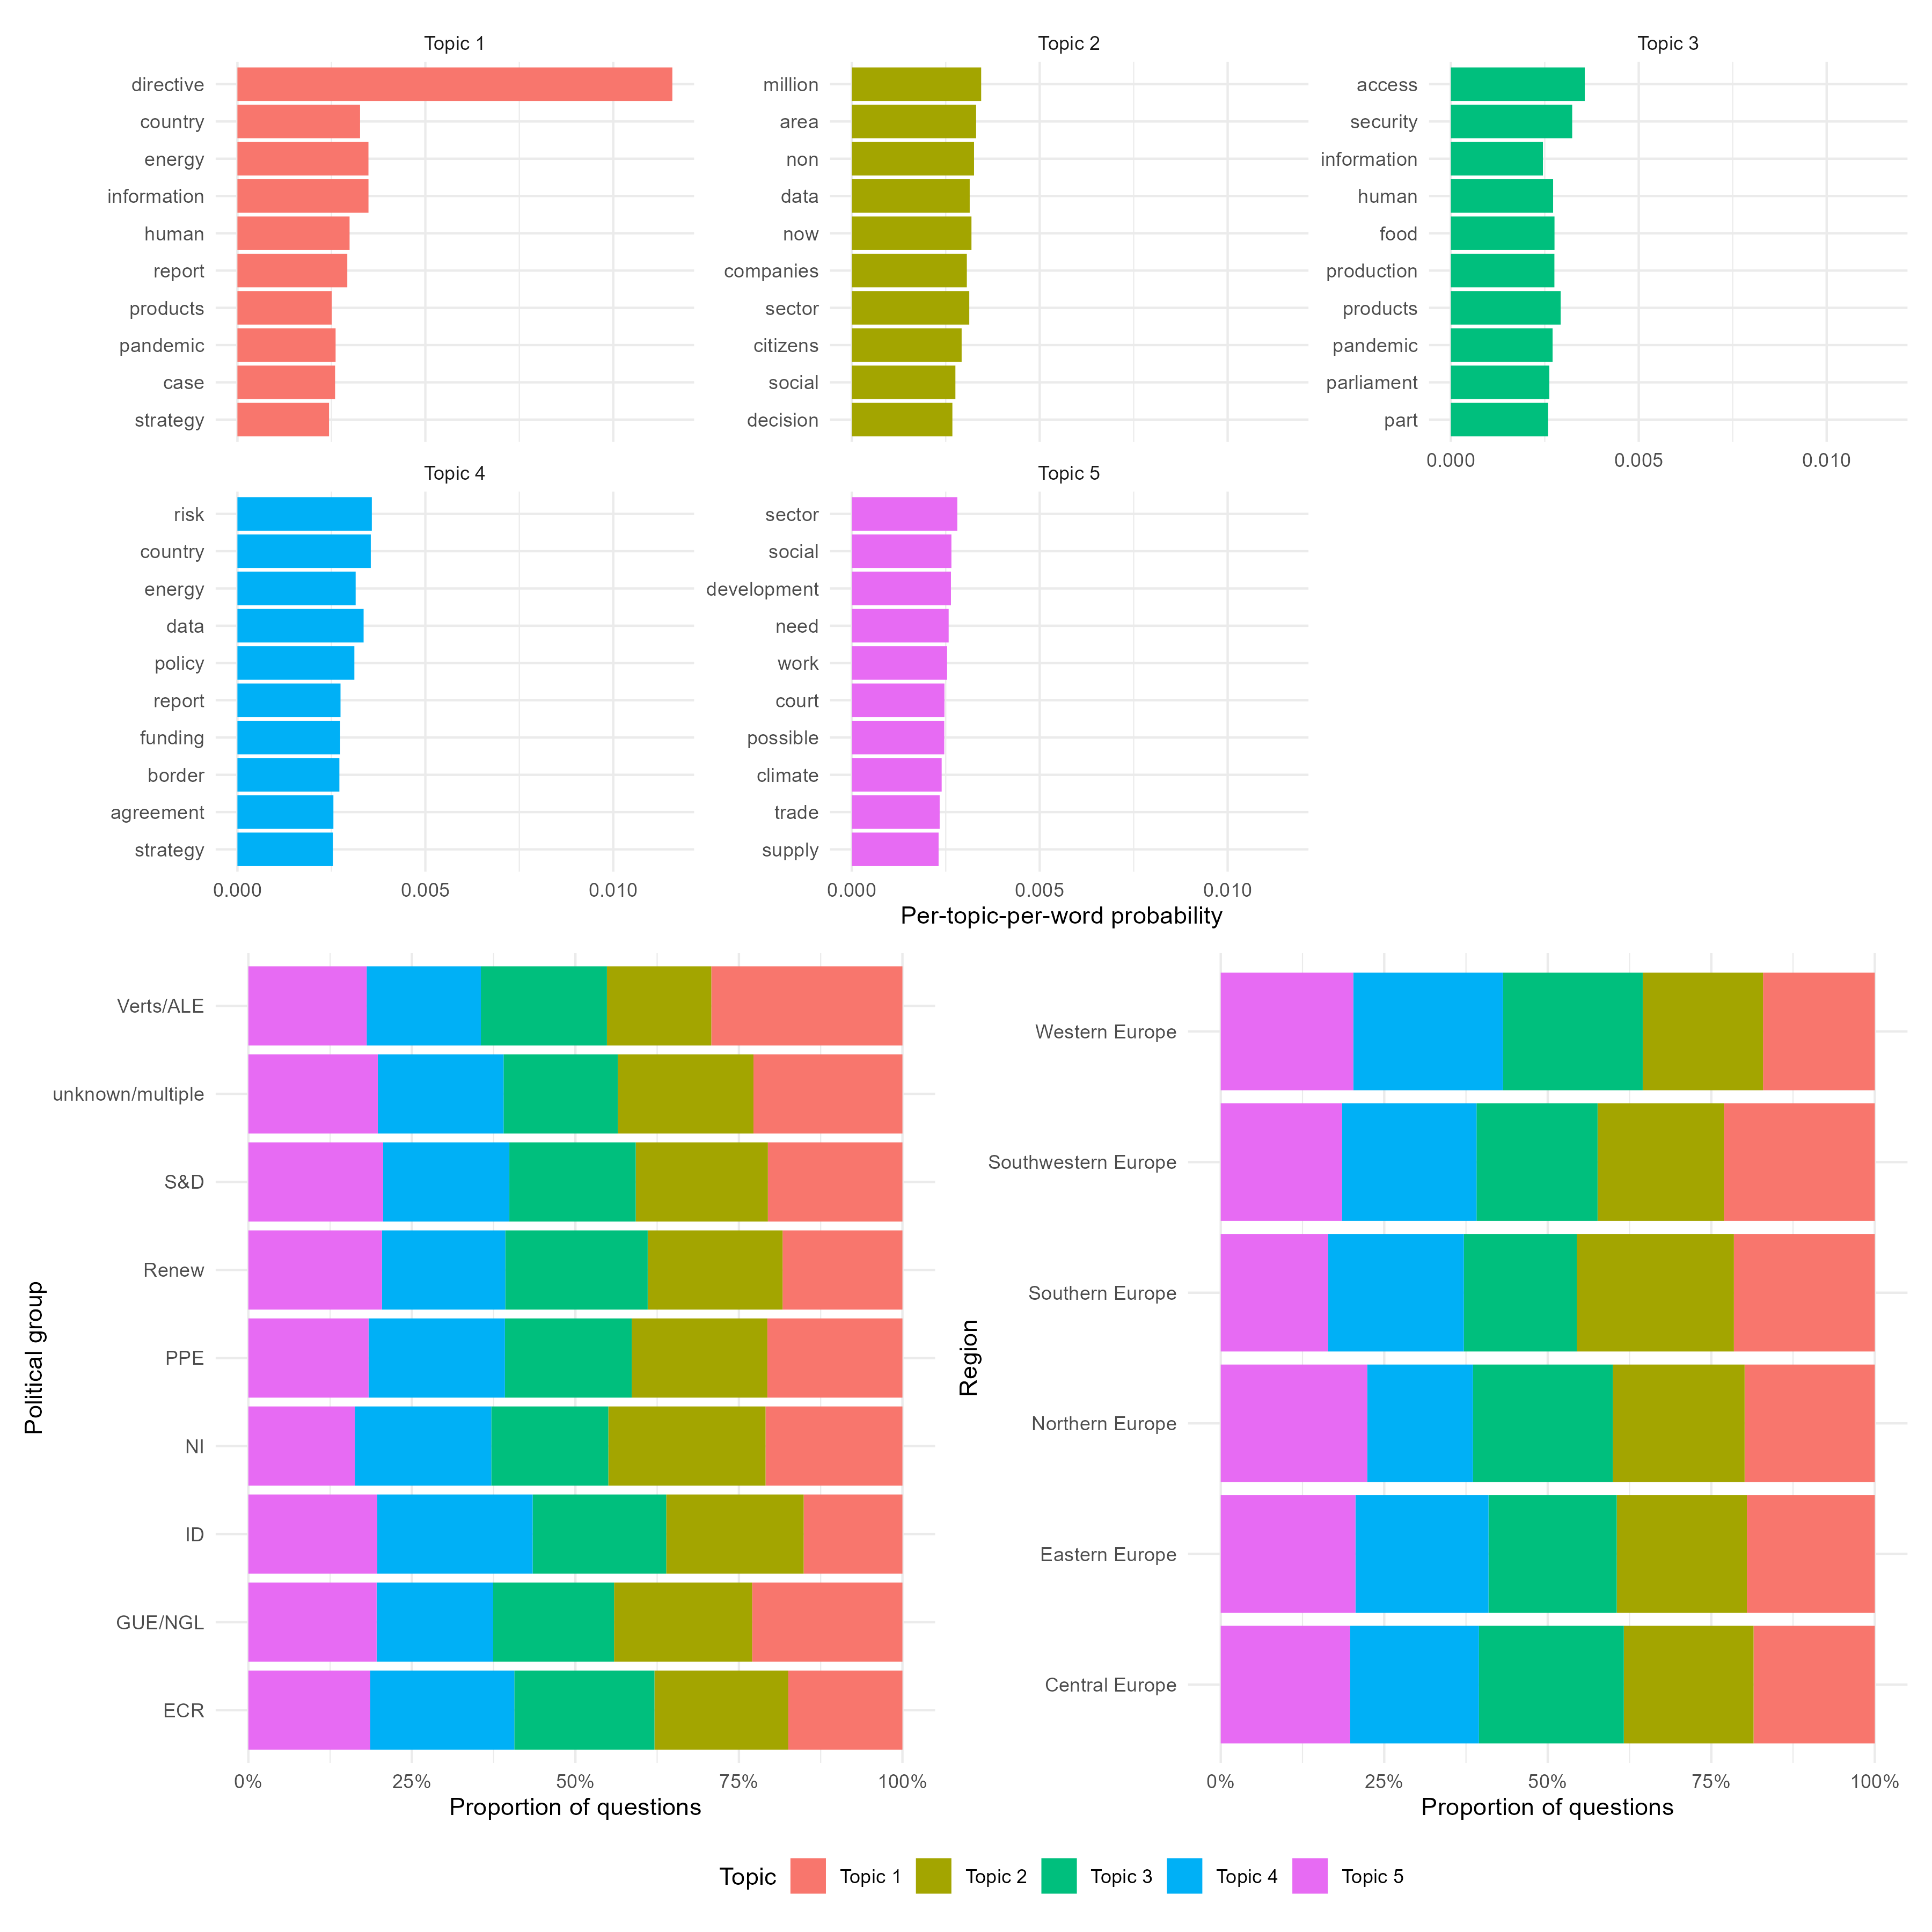 Topic 1
directive
country
energy
information
human
report
products
pandemic
case
strategy
Topic 2
million
area
non
data
now
companies
sector
citizens
social
decision
Topic 3
access
security
information
human
food
production
products
pandemic
parliament
part
0.000 0.005 0.010
Topic 4
risk
country
energy
data
policy
report
funding
border
agreement
strategy
0.000 0.005 0.010
Topic 5
sector
social
development
need
work
court
possible
climate
trade
supply
0.000 0.005 0.010
Per-topic-per-word probability
Political group
Verts/ALE
unknown/multiple
S&D
Renew
PPE
NI
ID
GUE/NGL
ECR
0% 25% 50% 75% 100%
Proportion of questions
Region
Western Europe
Southwestern Europe
Southern Europe
Northern Europe
Eastern Europe
Central Europe
0% 25% 50% 75% 100%
Proportion of questions
Topic Topic 1 Topic 2 Topic 3 Topic 4 Topic 5